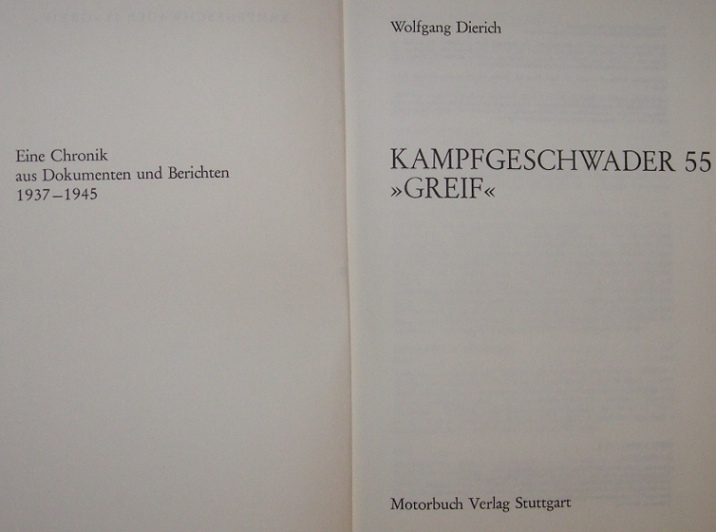 Eine Chronik
aus Dokumenten und Berichten
1937–1945
Wolfgang Dierich
KAMPFGESCHWADER 55
»GREIF«
Motorbuch Verlag Stuttgart